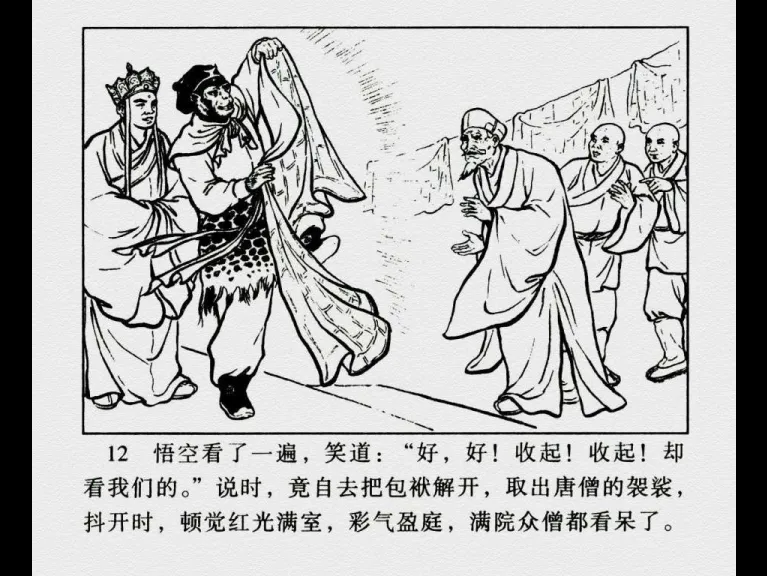 12 悟空看了一遍，笑道：“好，好！收起！收起！却
看我们的。”说时，竟自去把包袱解开，取出唐僧的袈裟，
抖开时，顿觉红光满室，彩气盈庭，满院众僧都看呆了。